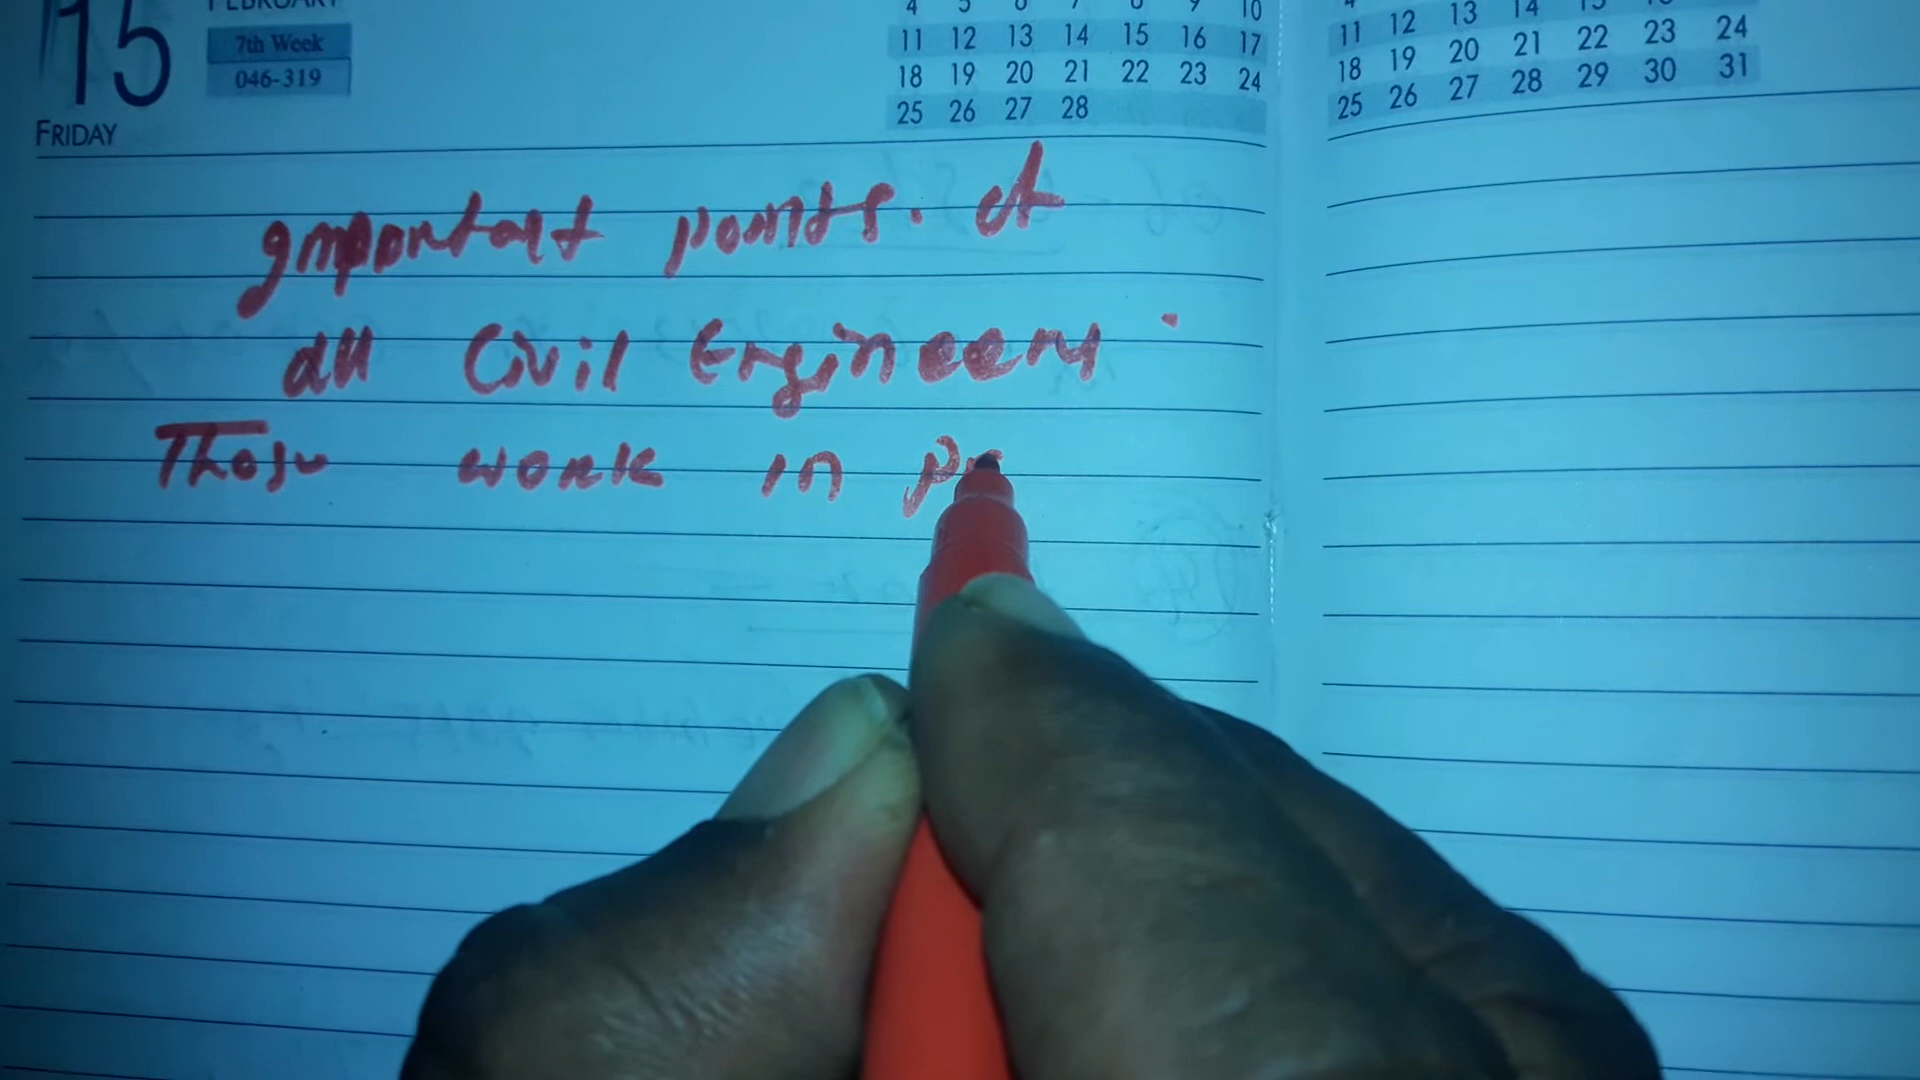 15
FEBRUARY
7th Week
046-319
FRIDAY
4 5 6 7 8 9 10
11 12 13 14 15 16 17
18 19 20 21 22 23 24
25 26 27 28
11 12 13 14 15 16
18 19 20 21 22 23 24
25 26 27 28 29 30 31
Important points. of
all Civil Engineers
Those work in